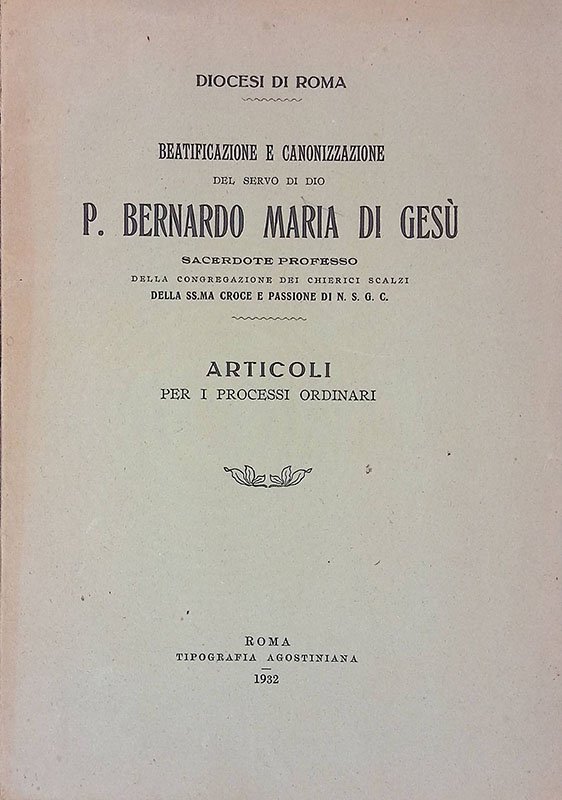 DIOCESI DI ROMA
BEATIFICAZIONE E CANONIZZAZIONE
DEL SERVO DI DIO
P. BERNARDO MARIA DI GESÙ
SACERDOTE PROFESSO
DELLA CONGREGAZIONE DEI CHIERICI SCALZI
DELLA SS.MA CROCE E PASSIONE DI N. S. G. C.
ARTICOLI
PER I PROCESSI ORDINARI
ROMA
TIPOGRAFIA AGOSTINIANA
1932